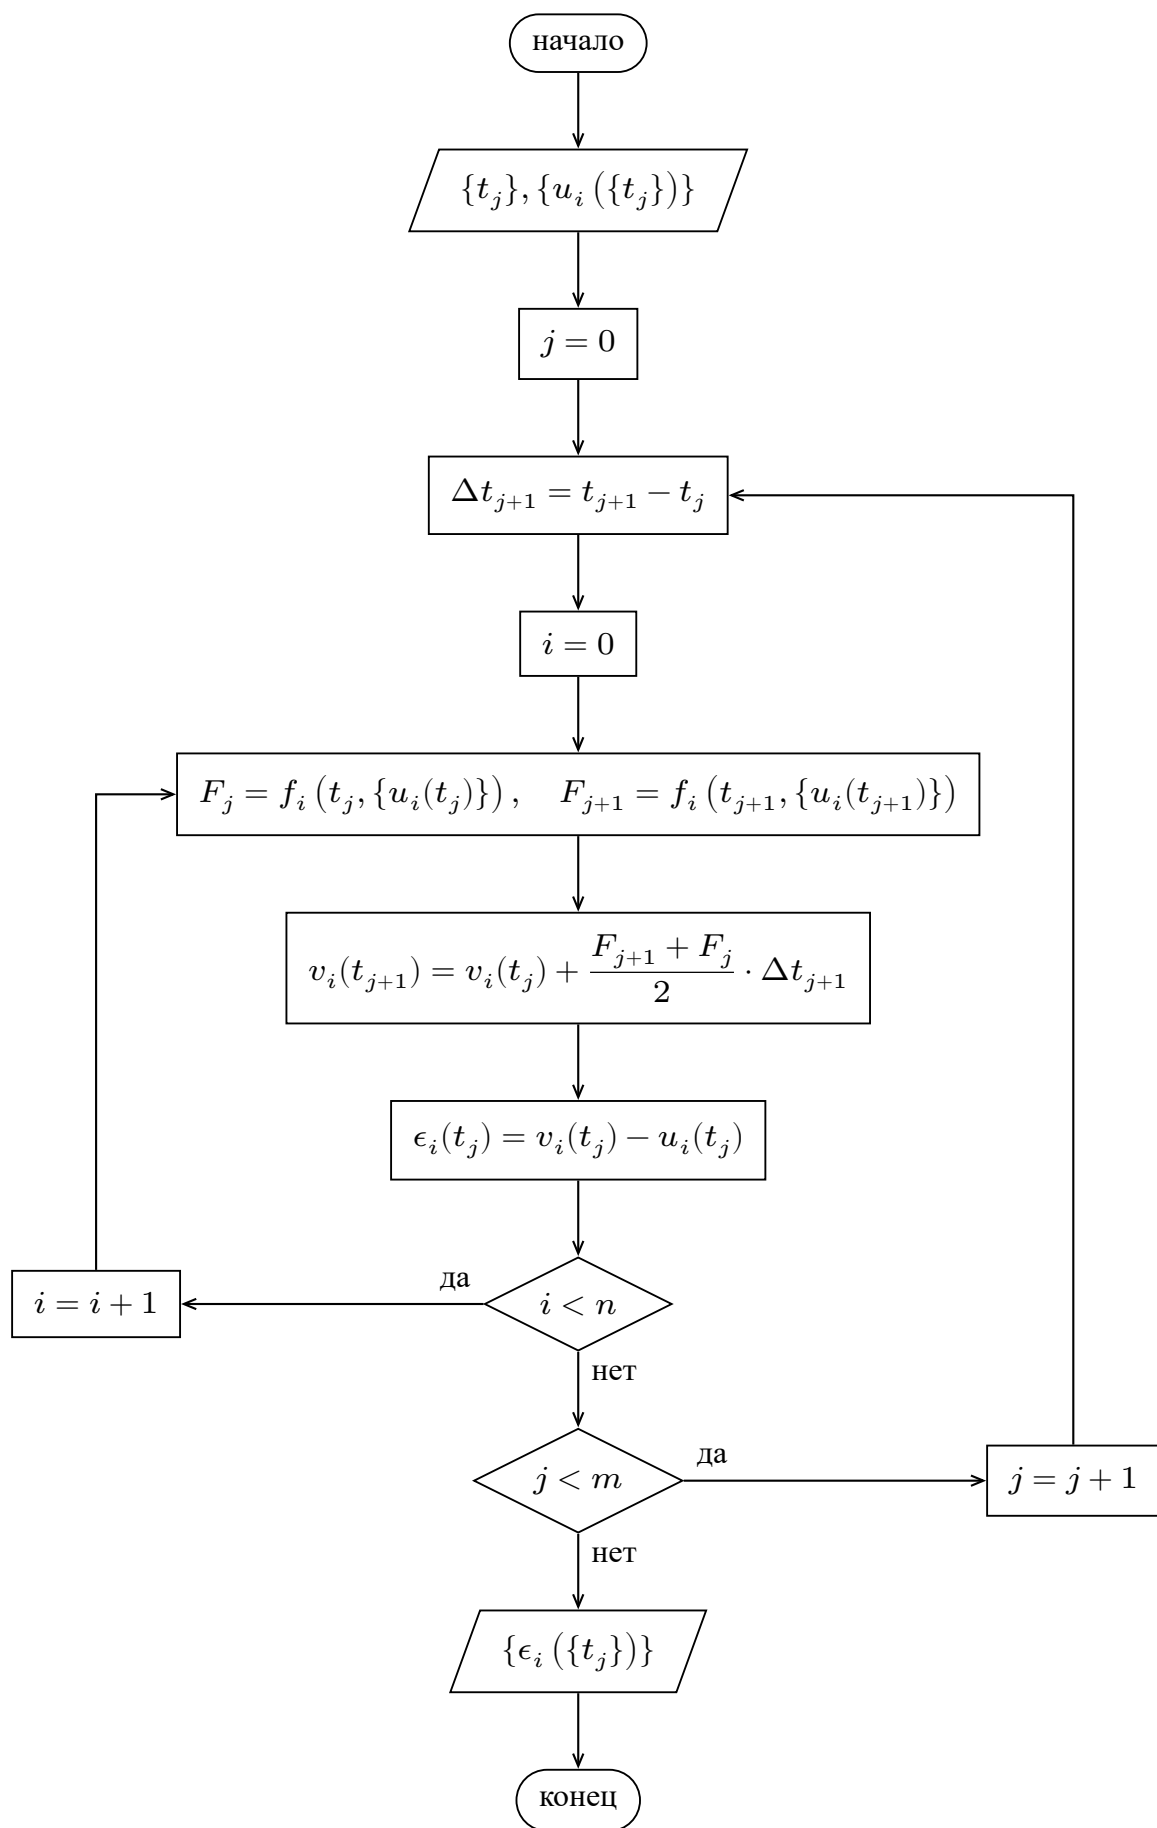 начало
{t_j}, {u_i ({t_j})}
j = 0
Δt_{j+1} = t_{j+1} − t_j
i = 0
F_j = f_i (t_j, {u_i(t_j)}), F_{j+1} = f_i (t_{j+1}, {u_i(t_{j+1})})
v_i(t_{j+1}) = v_i(t_j) + \frac{F_{j+1} + F_j}{2} · Δt_{j+1}
ϵ_i(t_j) = v_i(t_j) − u_i(t_j)
да
i = i + 1
i < n
нет
да
j < m
j = j + 1
нет
{ϵ_i ({t_j})}
конец